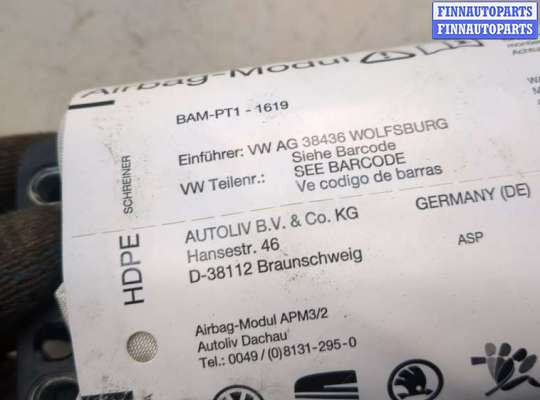 FINNAUTOPARTS
FINNAUTOPARTS
Airbag-Modul
BAM-PT1 - 1619
Einführer: VW AG 38436 WOLFSBURG
Siehe Barcode
VW Teilenr.: SEE BARCODE
Ve codigo de barras
SCHREINER
HDPE
AUTOLIV B.V. & Co. KG
Hansestr. 46
D-38112 Braunschweig
GERMANY (DE)
ASP
Airbag-Modul APM3/2
Autoliv Dachau
Tel.: 0049 / (0)8131-295-0